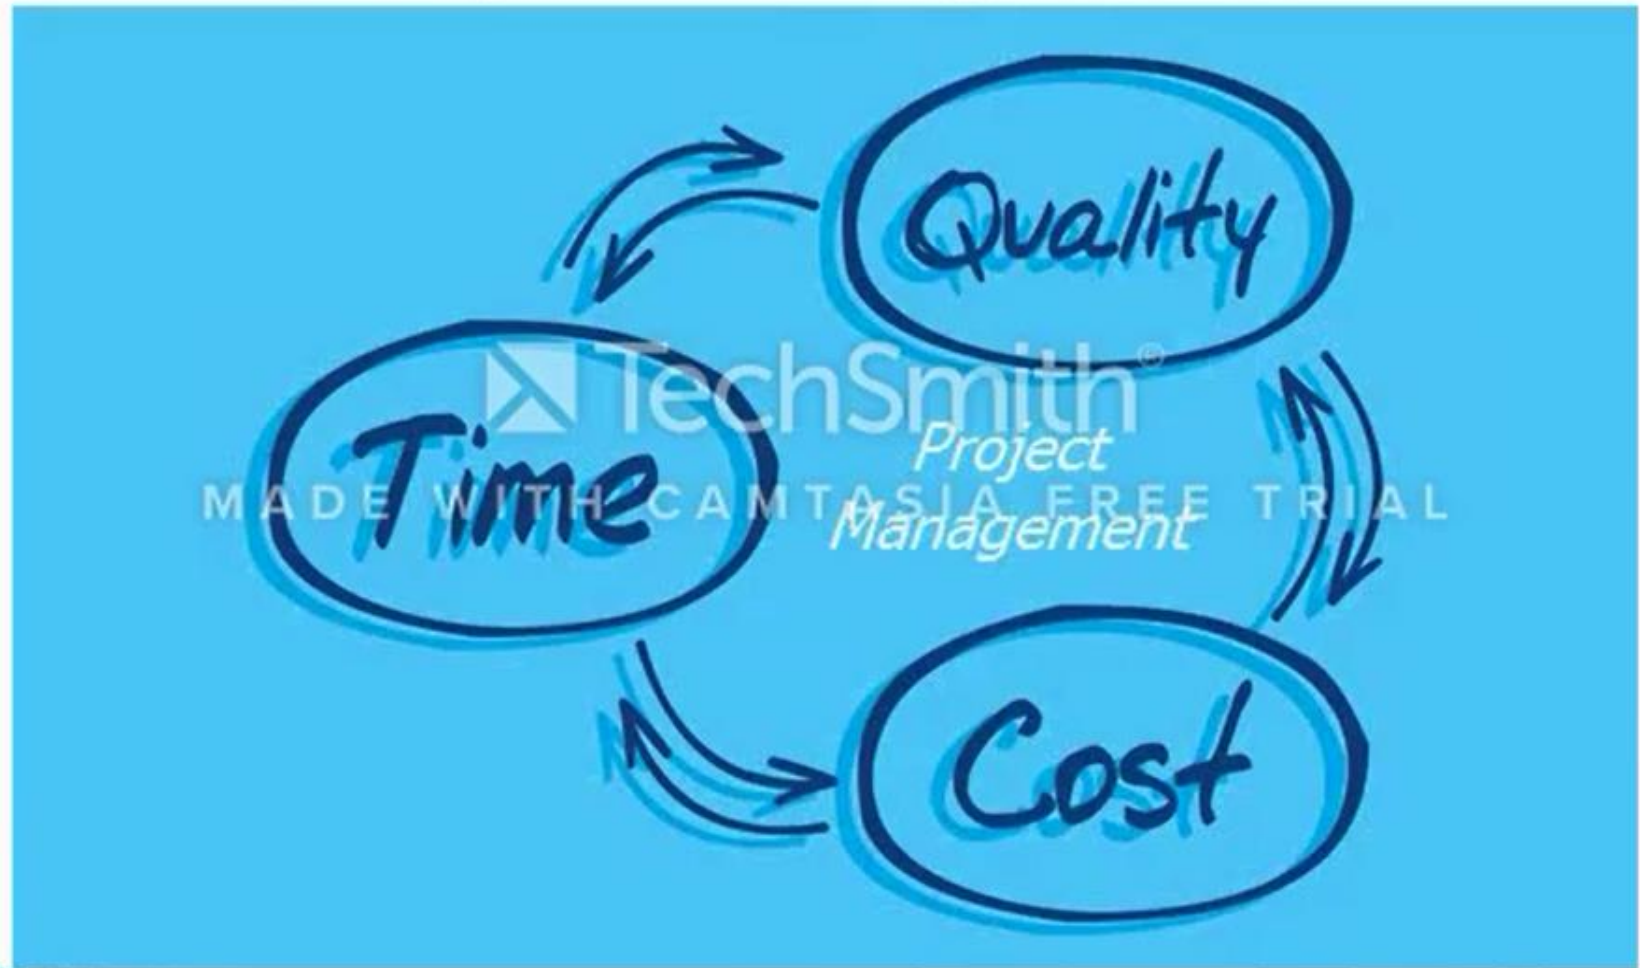 Quality
TechSmith®
Project
Time
MADE WITH CAMTASIA FREE TRIAL
Management
Cost